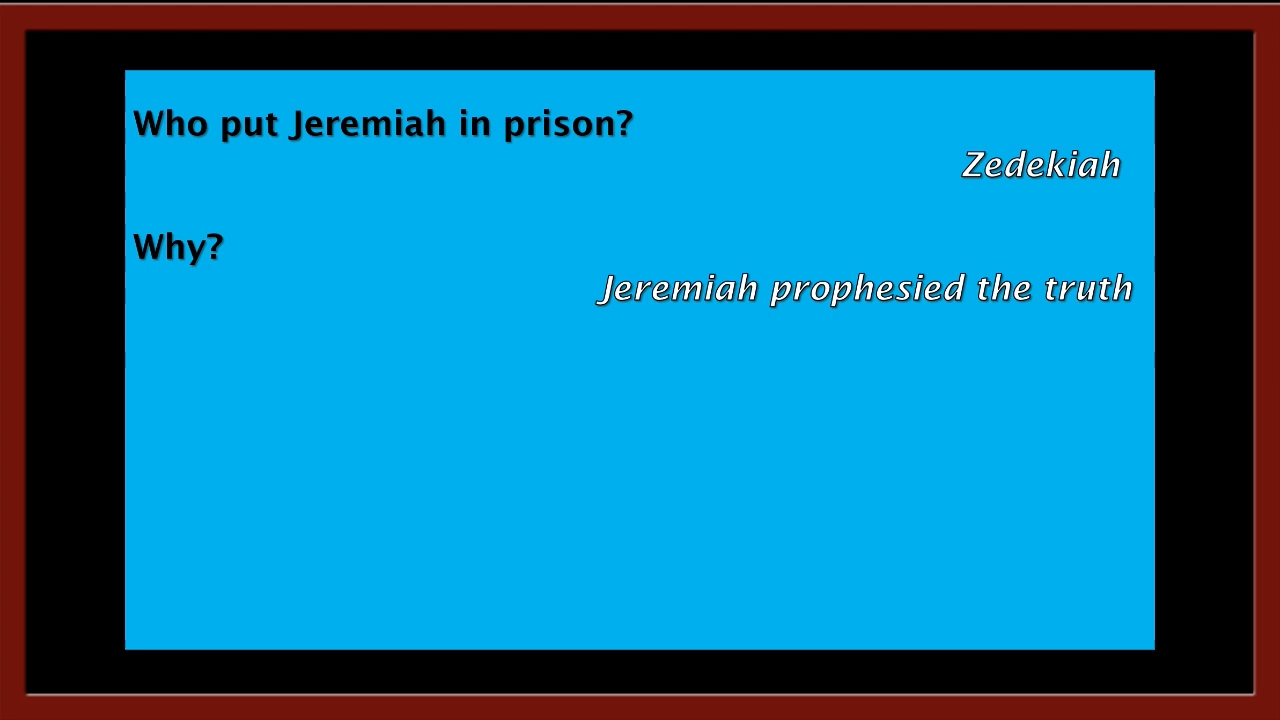 Who put Jeremiah in prison?
Zedekiah
Why?
Jeremiah prophesied the truth